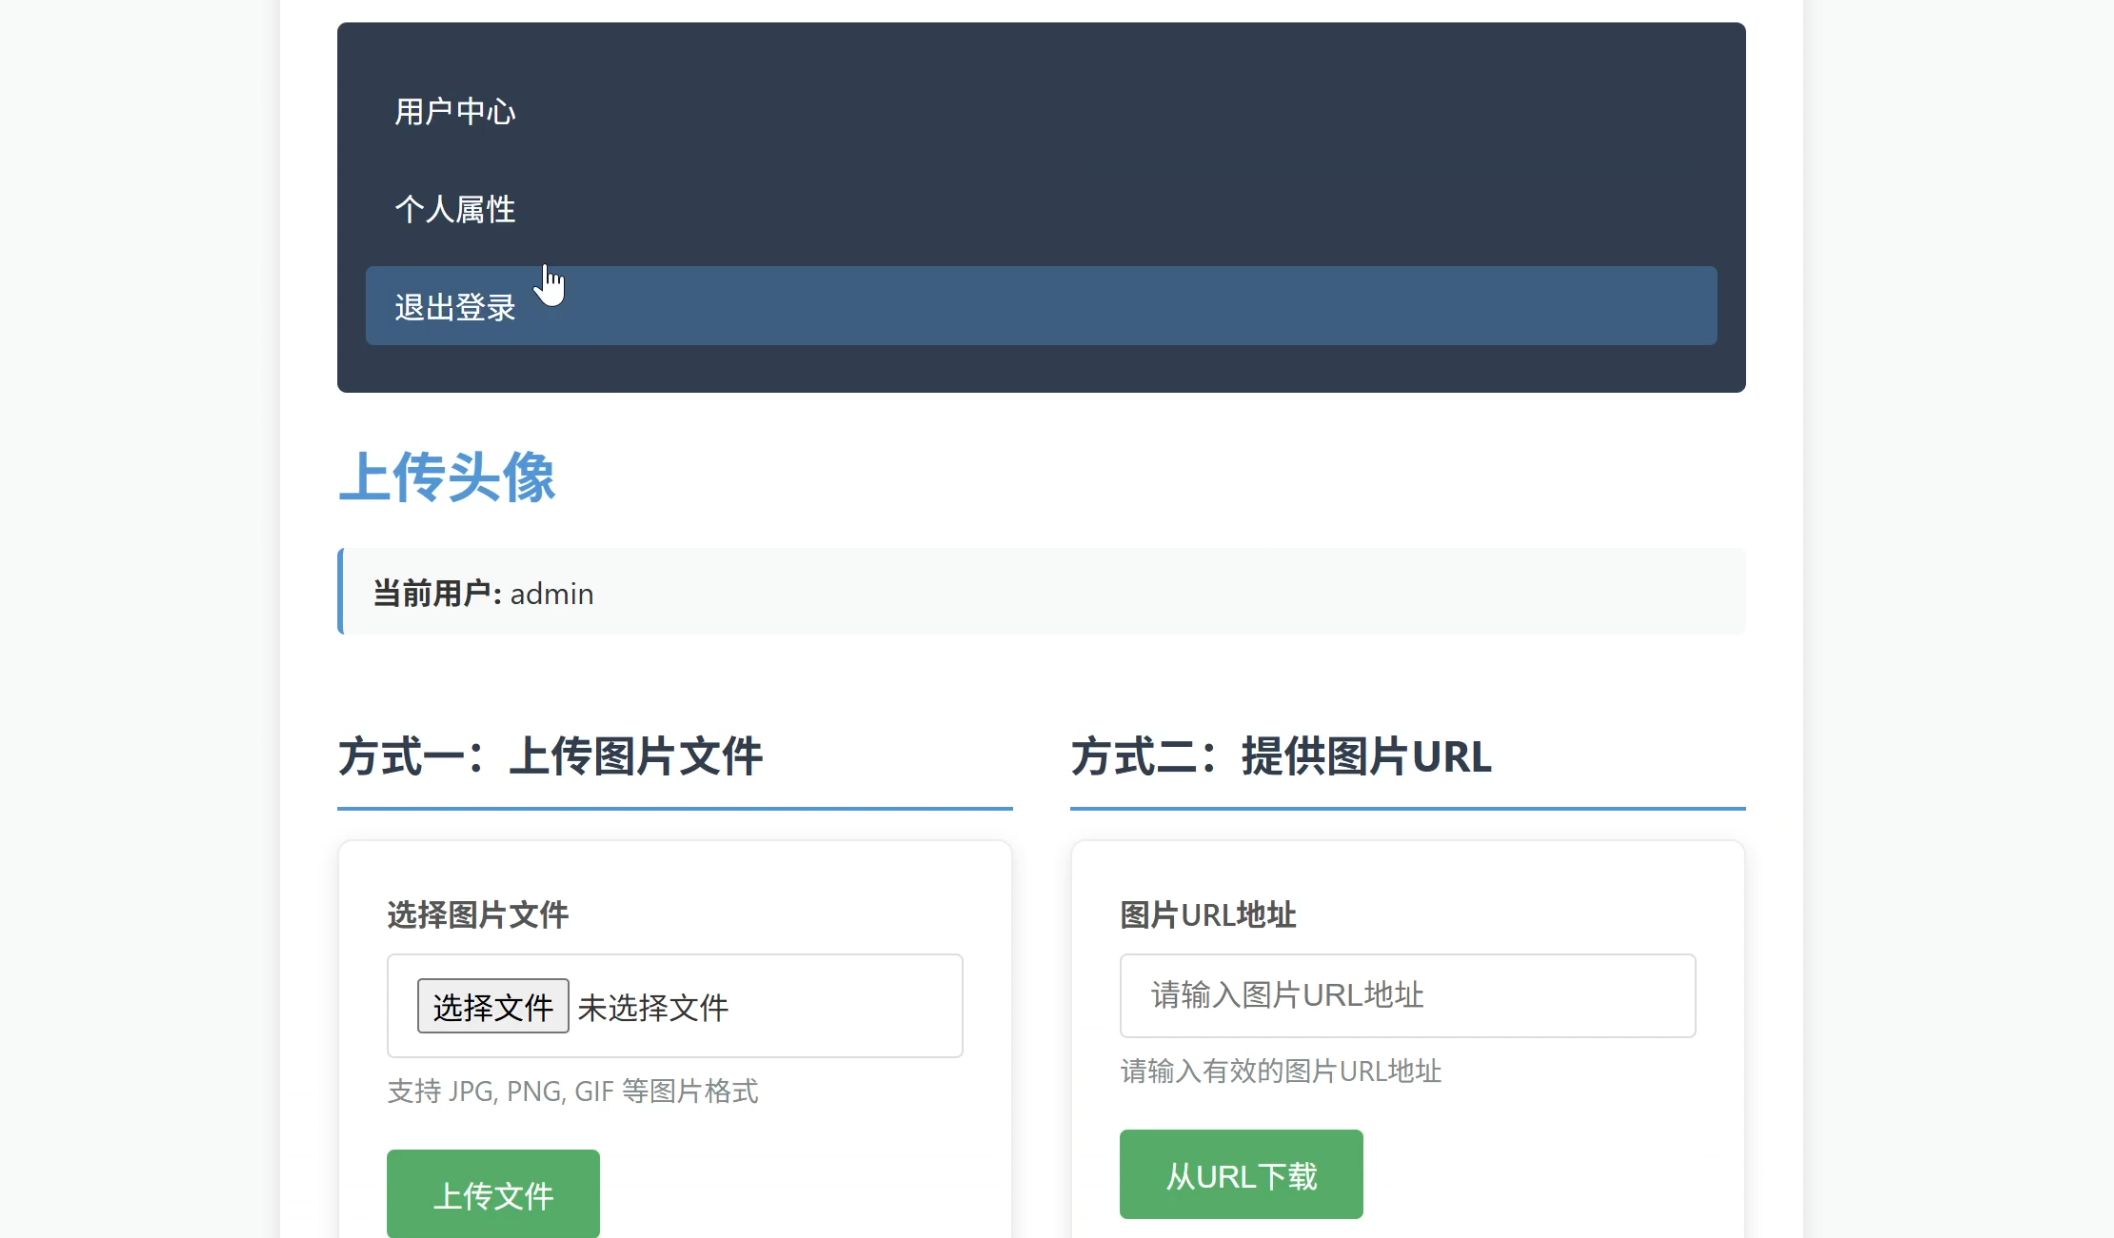 用户中心
个人属性
退出登录
上传头像
当前用户: admin
方式一：上传图片文件
选择图片文件
选择文件 未选择文件
支持 JPG, PNG, GIF 等图片格式
上传文件
方式二：提供图片URL
图片URL地址
请输入图片URL地址
请输入有效的图片URL地址
从URL下载